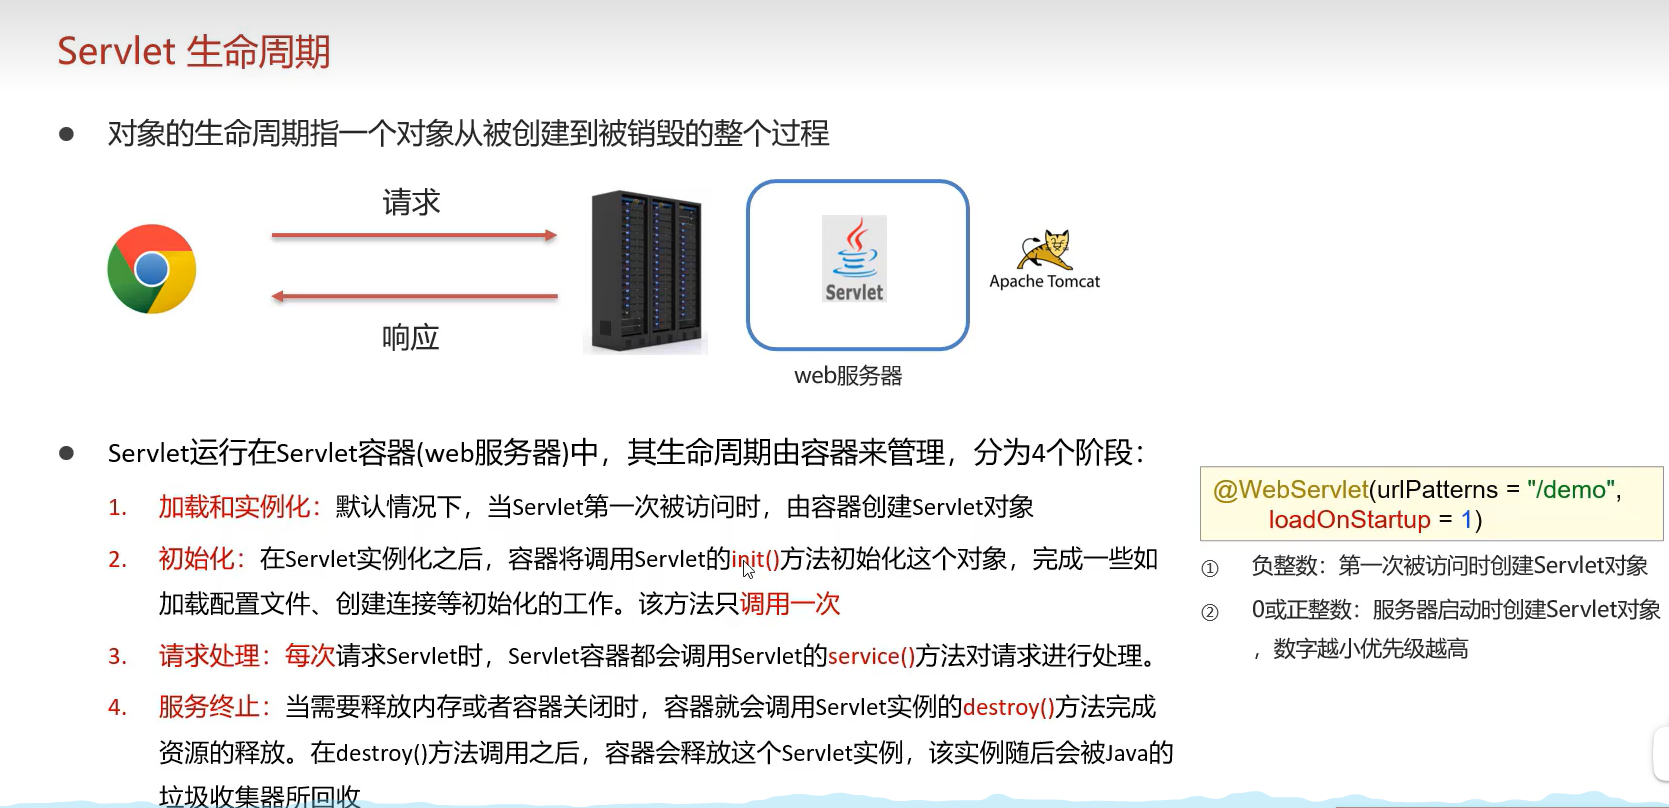 Servlet 生命周期
● 对象的生命周期指一个对象从被创建到被销毁的整个过程
请求
响应
Servlet
Apache Tomcat
web服务器
● Servlet运行在Servlet容器(web服务器)中，其生命周期由容器来管理，分为4个阶段：
1. 加载和实例化：默认情况下，当Servlet第一次被访问时，由容器创建Servlet对象
2. 初始化：在Servlet实例化之后，容器将调用Servlet的init()方法初始化这个对象，完成一些如
加载配置文件、创建连接等初始化的工作。该方法只调用一次
3. 请求处理：每次请求Servlet时，Servlet容器都会调用Servlet的service()方法对请求进行处理。
4. 服务终止：当需要释放内存或者容器关闭时，容器就会调用Servlet实例的destroy()方法完成
资源的释放。在destroy()方法调用之后，容器会释放这个Servlet实例，该实例随后会被Java的
垃圾收集器所回收
@WebServlet(urlPatterns = "/demo",
loadOnStartup = 1)
① 负整数：第一次被访问时创建Servlet对象
② 0或正整数：服务器启动时创建Servlet对象
，数字越小优先级越高